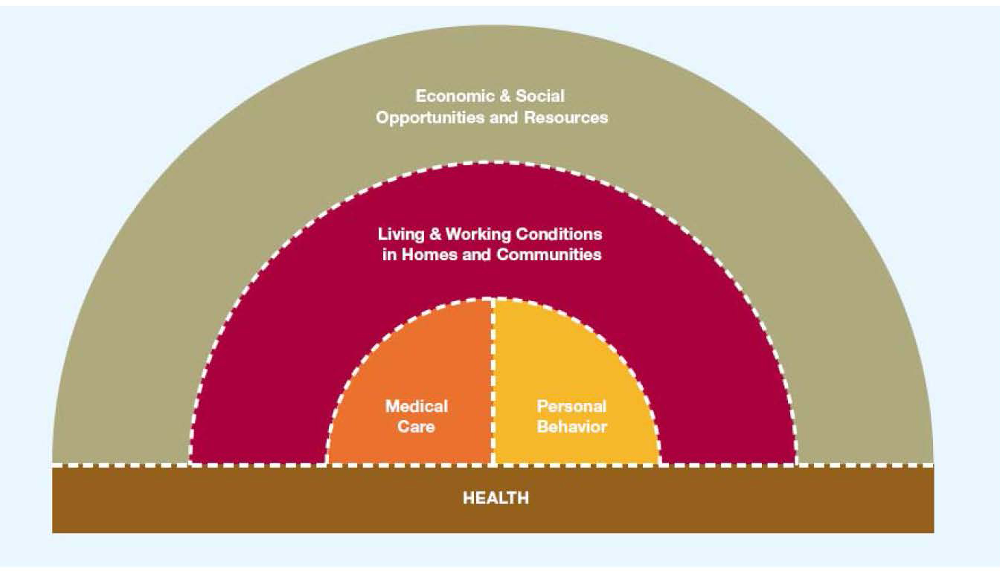 Economic & Social
Opportunities and Resources
Living & Working Conditions
in Homes and Communities
Medical
Care
Personal
Behavior
HEALTH